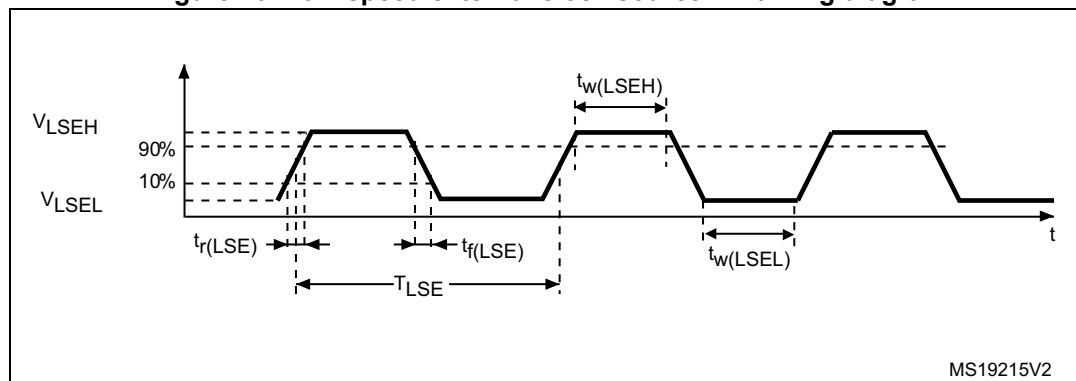 tw(LSEH)
VLSEH
90%
10%
VLSEL
tr(LSE)
tf(LSE)
t
tw(LSEL)
TLSE
MS19215V2